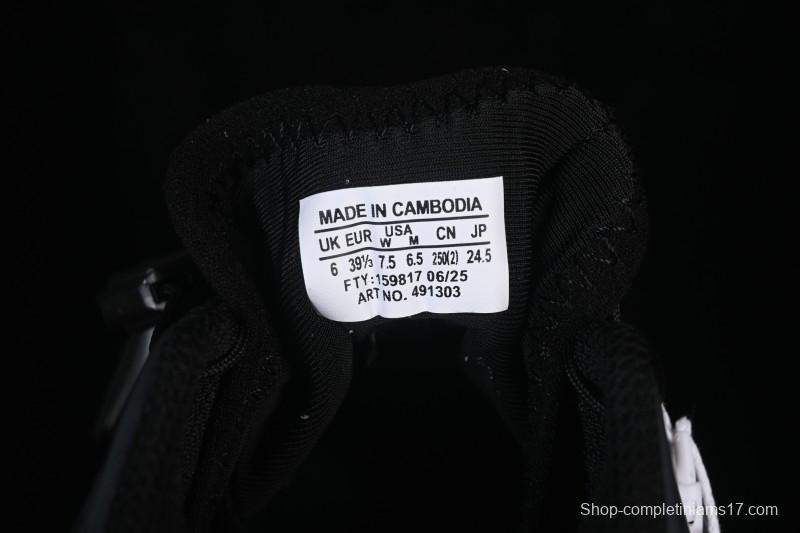 MADE IN CAMBODIA
UK EUR USA W M CN JP
6 39⅓ 7.5 6.5 250(2) 24.5
FTY:159817 06/25
ART NO. 491303
Shop-completiniams17.com